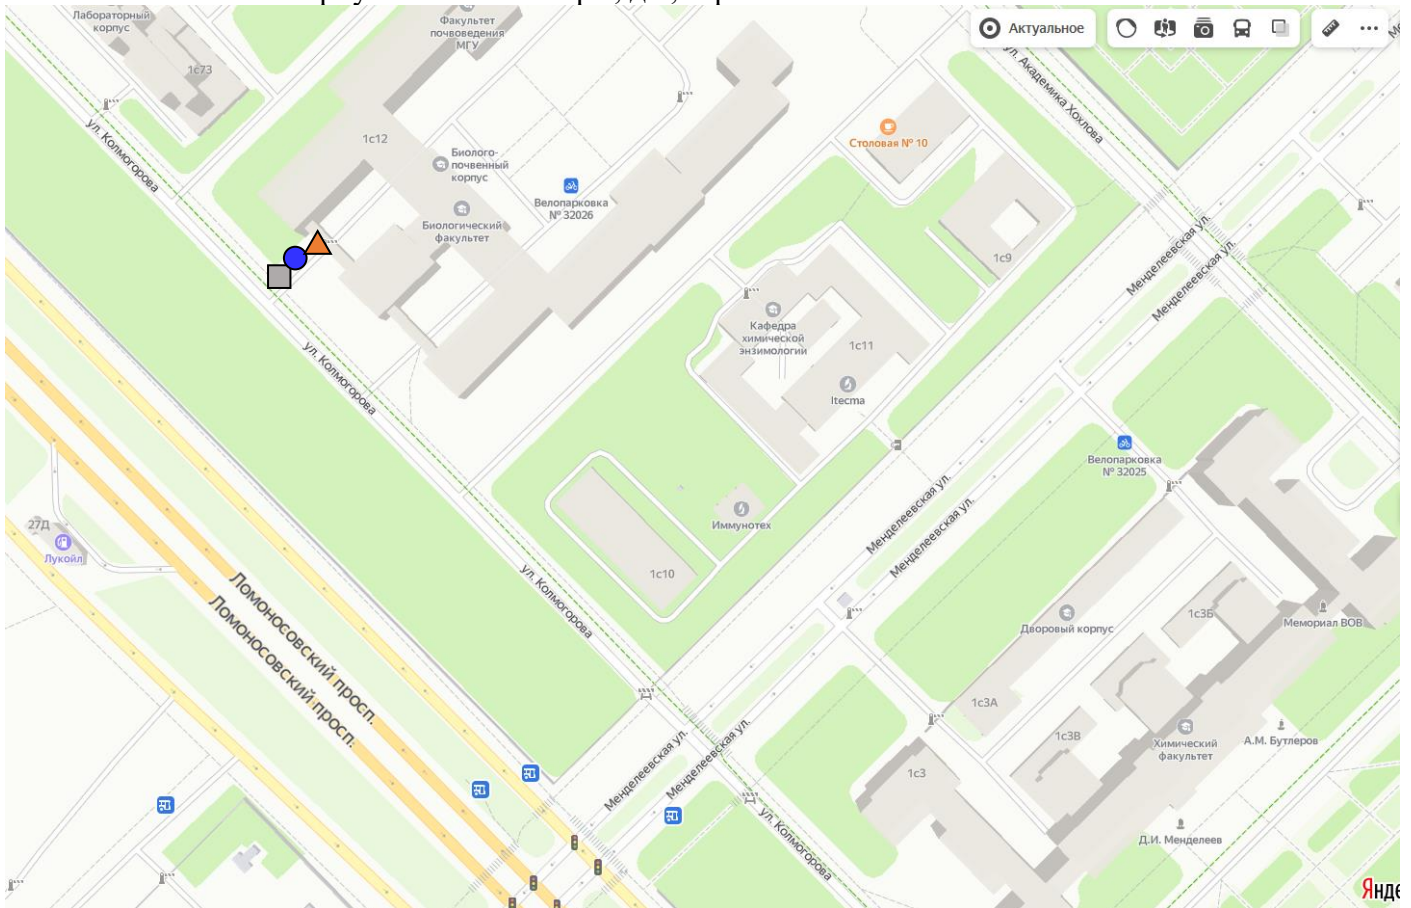 Лабораторный
корпус
1с73
Факультет
почвоведения
МГУ
Актуальное
ул. Академика Хохлова
ул. Колмогорова
1с12
Биолого-
почвенный
корпус
Биологический
факультет
Велопарковка
№ 32026
Столовая № 10
1с9
Менделеевская ул.
Менделеевская ул.
Кафедра
химической
энзимологии
1с11
Itecma
ул. Колмогорова
Велопарковка
№ 32025
Менделеевская ул.
Менделеевская ул.
Иммунотех
1с10
27Д
Лукойл
ул. Колмогорова
Ломоносовский просп.
Ломоносовский просп.
Дворовый корпус
1с3Б
Мемориал ВОВ
1с3А
1с3В
Химический
факультет
А.М. Бутлеров
Менделеевская ул.
Менделеевская ул.
1с3
ул. Колмогорова
Д.И. Менделеев
Янде